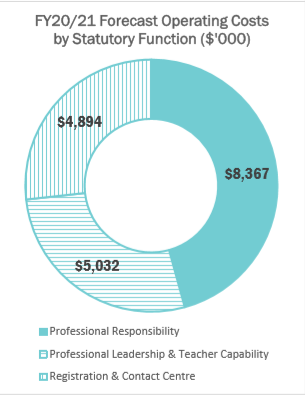 FY20/21 Forecast Operating Costs
by Statutory Function ($'000)
$4,894
$8,367
$5,032
Professional Responsibility
Professional Leadership & Teacher Capability
Registration & Contact Centre